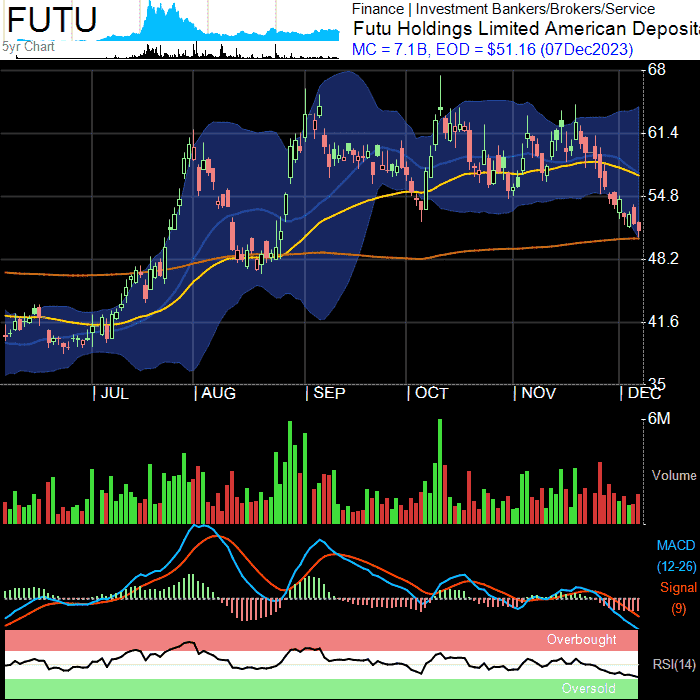 FUTU
5yr Chart
Finance | Investment Bankers/Brokers/Service
Futu Holdings Limited American Deposit
MC = 7.1B, EOD = $51.16 (07Dec2023)
68
61.4
54.8
48.2
41.6
35
| JUL | AUG | SEP | OCT | NOV | DEC
6M
Volume
MACD
(12-26)
Signal
(9)
Overbought
RSI(14)
Oversold